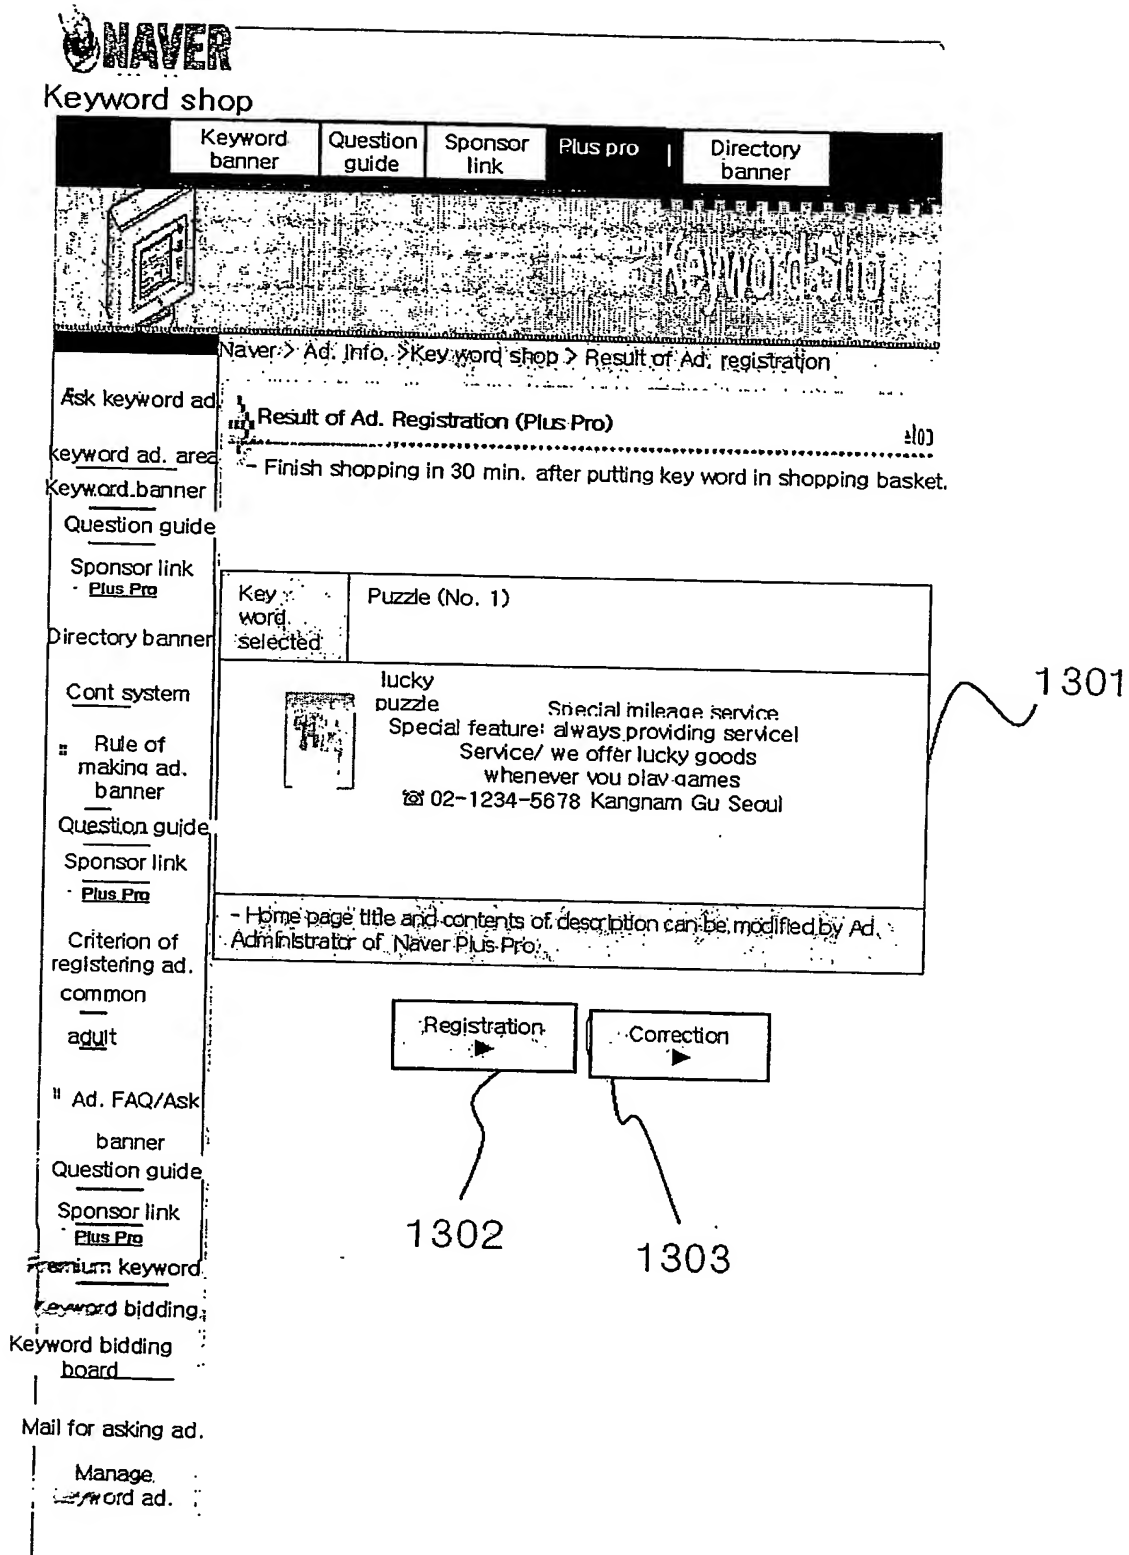 NAVER
Keyword shop
Keyword banner
Question guide
Sponsor link
Plus pro
Directory banner
Keyword Shop
Naver > Ad. Info. >Key word shop > Result of Ad. registration
Ask keyword ad
Result of Ad. Registration (Plus Pro)
keyword ad. area
- Finish shopping in 30 min. after putting key word in shopping basket.
Keyword banner
Question guide
Sponsor link
- Plus Pro
Directory banner
Cont system
Rule of
making ad.
banner
Question guide
Sponsor link
- Plus Pro
Criterion of
registering ad.
common
adult
Ad. FAQ/Ask
banner
Question guide
Sponsor link
- Plus Pro
Premium keyword
Keyword bidding
Keyword bidding
board
Mail for asking ad.
Manage
keyword ad.
Key
word
selected
Puzzle (No. 1)
lucky
puzzle
Special mileage service
Special feature: always providing service!
Service/ we offer lucky goods
whenever you play games
☎ 02-1234-5678 Kangnam Gu Seoul
- Home page title and contents of description can be modified by Ad.
Administrator of Naver Plus Pro.
Registration
Correction
1301
1302
1303